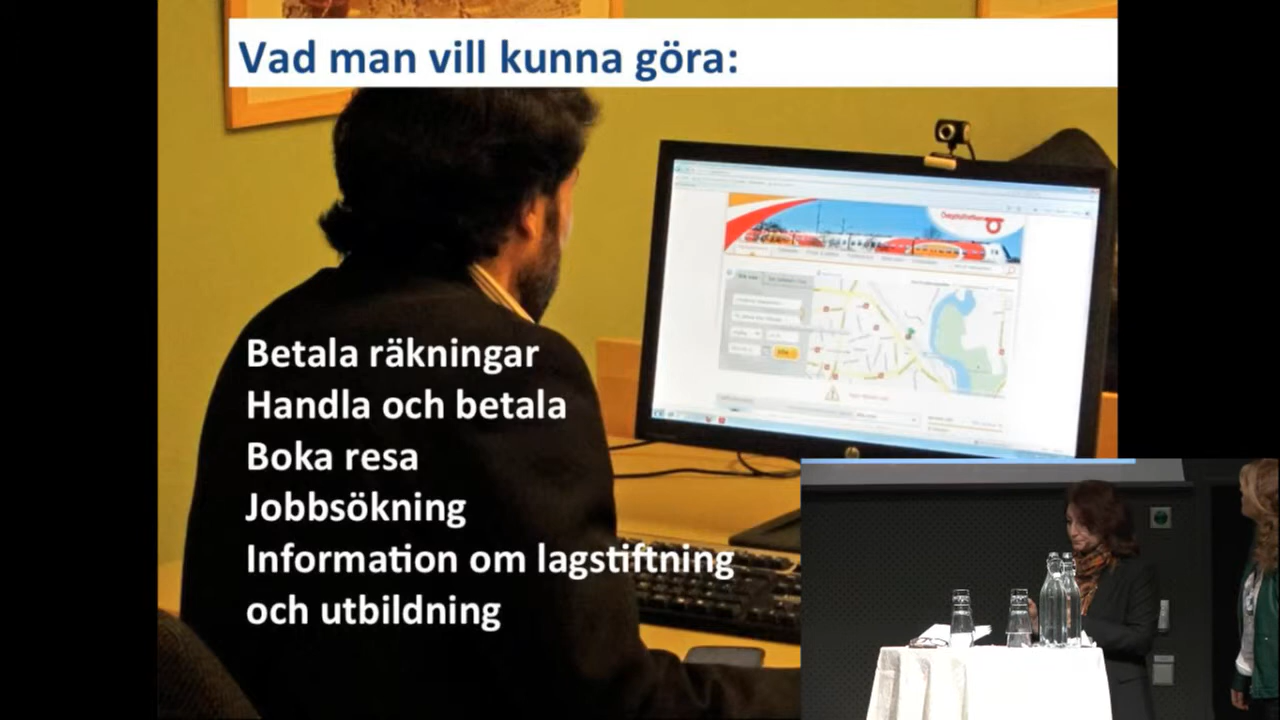 Vad man vill kunna göra:
Betala räkningar
Handla och betala
Boka resa
Jobbsökning
Information om lagstiftning
och utbildning